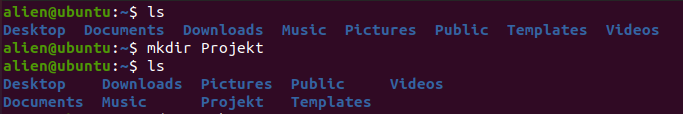 alien@ubuntu:~$ ls
Desktop  Documents  Downloads  Music  Pictures  Public  Templates  Videos
alien@ubuntu:~$ mkdir Projekt
alien@ubuntu:~$ ls
Desktop    Downloads  Pictures  Public     Videos
Documents  Music      Projekt   Templates